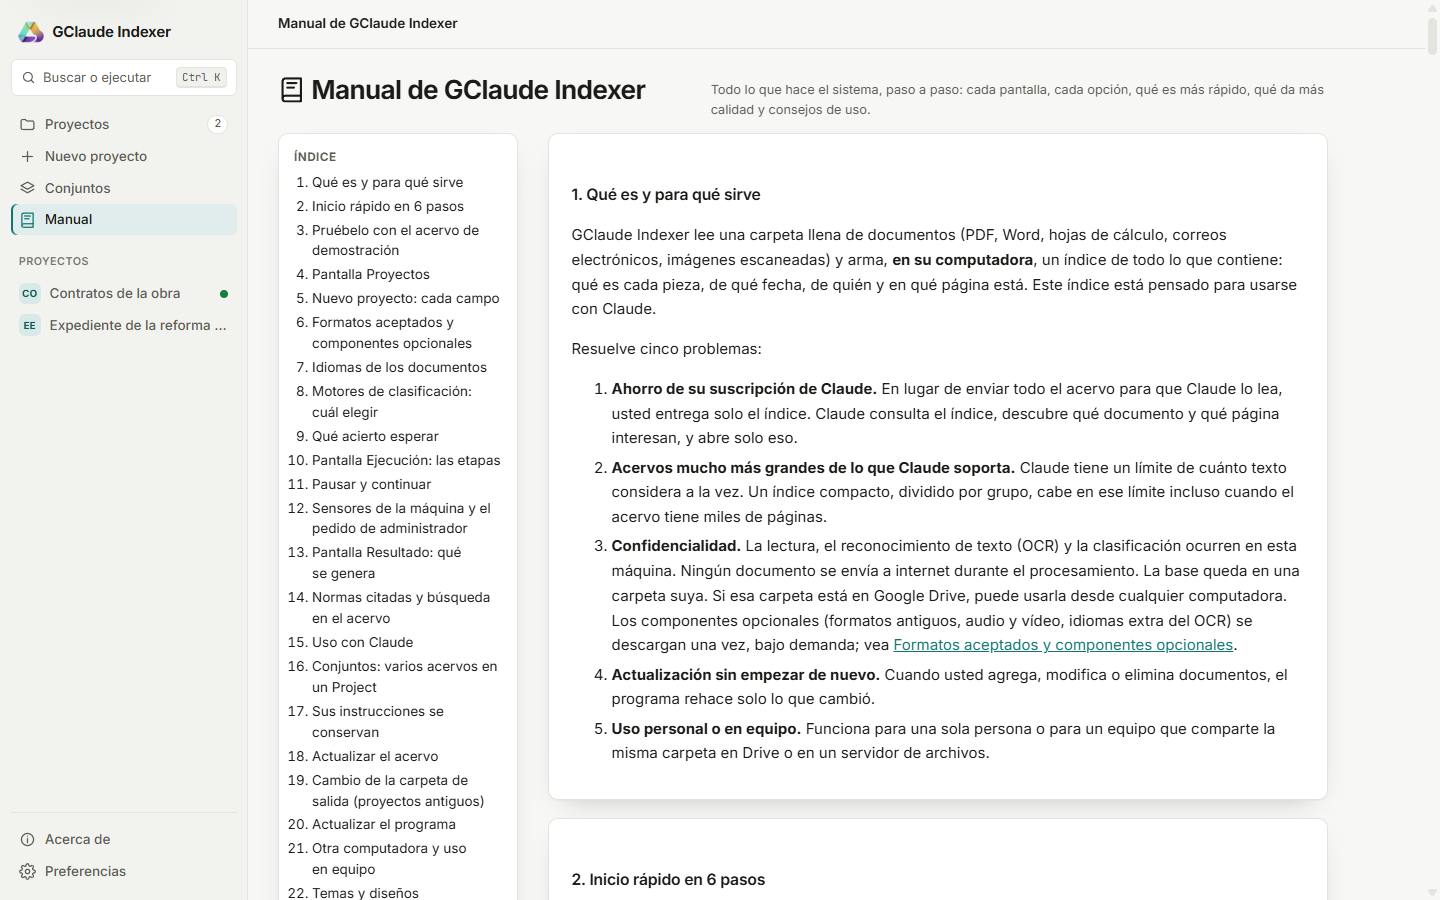 GClaude Indexer
Buscar o ejecutar
Ctrl K
Proyectos
2
Nuevo proyecto
Conjuntos
Manual
PROYECTOS
CO
Contratos de la obra
EE
Expediente de la reforma ...
Acerca de
Preferencias
Manual de GClaude Indexer
Manual de GClaude Indexer
Todo lo que hace el sistema, paso a paso: cada pantalla, cada opción, qué es más rápido, qué da más
calidad y consejos de uso.
ÍNDICE
1. Qué es y para qué sirve
2. Inicio rápido en 6 pasos
3. Pruébelo con el acervo de
demostración
4. Pantalla Proyectos
5. Nuevo proyecto: cada campo
6. Formatos aceptados y
componentes opcionales
7. Idiomas de los documentos
8. Motores de clasificación:
cuál elegir
9. Qué acierto esperar
10. Pantalla Ejecución: las etapas
11. Pausar y continuar
12. Sensores de la máquina y el
pedido de administrador
13. Pantalla Resultado: qué
se genera
14. Normas citadas y búsqueda
en el acervo
15. Uso con Claude
16. Conjuntos: varios acervos en
un Project
17. Sus instrucciones se
conservan
18. Actualizar el acervo
19. Cambio de la carpeta de
salida (proyectos antiguos)
20. Actualizar el programa
21. Otra computadora y uso
en equipo
22. Temas y diseños
1. Qué es y para qué sirve
GClaude Indexer lee una carpeta llena de documentos (PDF, Word, hojas de cálculo, correos
electrónicos, imágenes escaneadas) y arma, en su computadora, un índice de todo lo que contiene:
qué es cada pieza, de qué fecha, de quién y en qué página está. Este índice está pensado para usarse
con Claude.
Resuelve cinco problemas:
1. Ahorro de su suscripción de Claude. En lugar de enviar todo el acervo para que Claude lo lea,
usted entrega solo el índice. Claude consulta el índice, descubre qué documento y qué página
interesan, y abre solo eso.
2. Acervos mucho más grandes de lo que Claude soporta. Claude tiene un límite de cuánto texto
considera a la vez. Un índice compacto, dividido por grupo, cabe en ese límite incluso cuando el
acervo tiene miles de páginas.
3. Confidencialidad. La lectura, el reconocimiento de texto (OCR) y la clasificación ocurren en esta
máquina. Ningún documento se envía a internet durante el procesamiento. La base queda en una
carpeta suya. Si esa carpeta está en Google Drive, puede usarla desde cualquier computadora.
Los componentes opcionales (formatos antiguos, audio y vídeo, idiomas extra del OCR) se
descargan una vez, bajo demanda; vea Formatos aceptados y componentes opcionales.
4. Actualización sin empezar de nuevo. Cuando usted agrega, modifica o elimina documentos, el
programa rehace solo lo que cambió.
5. Uso personal o en equipo. Funciona para una sola persona o para un equipo que comparte la
misma carpeta en Drive o en un servidor de archivos.
2. Inicio rápido en 6 pasos